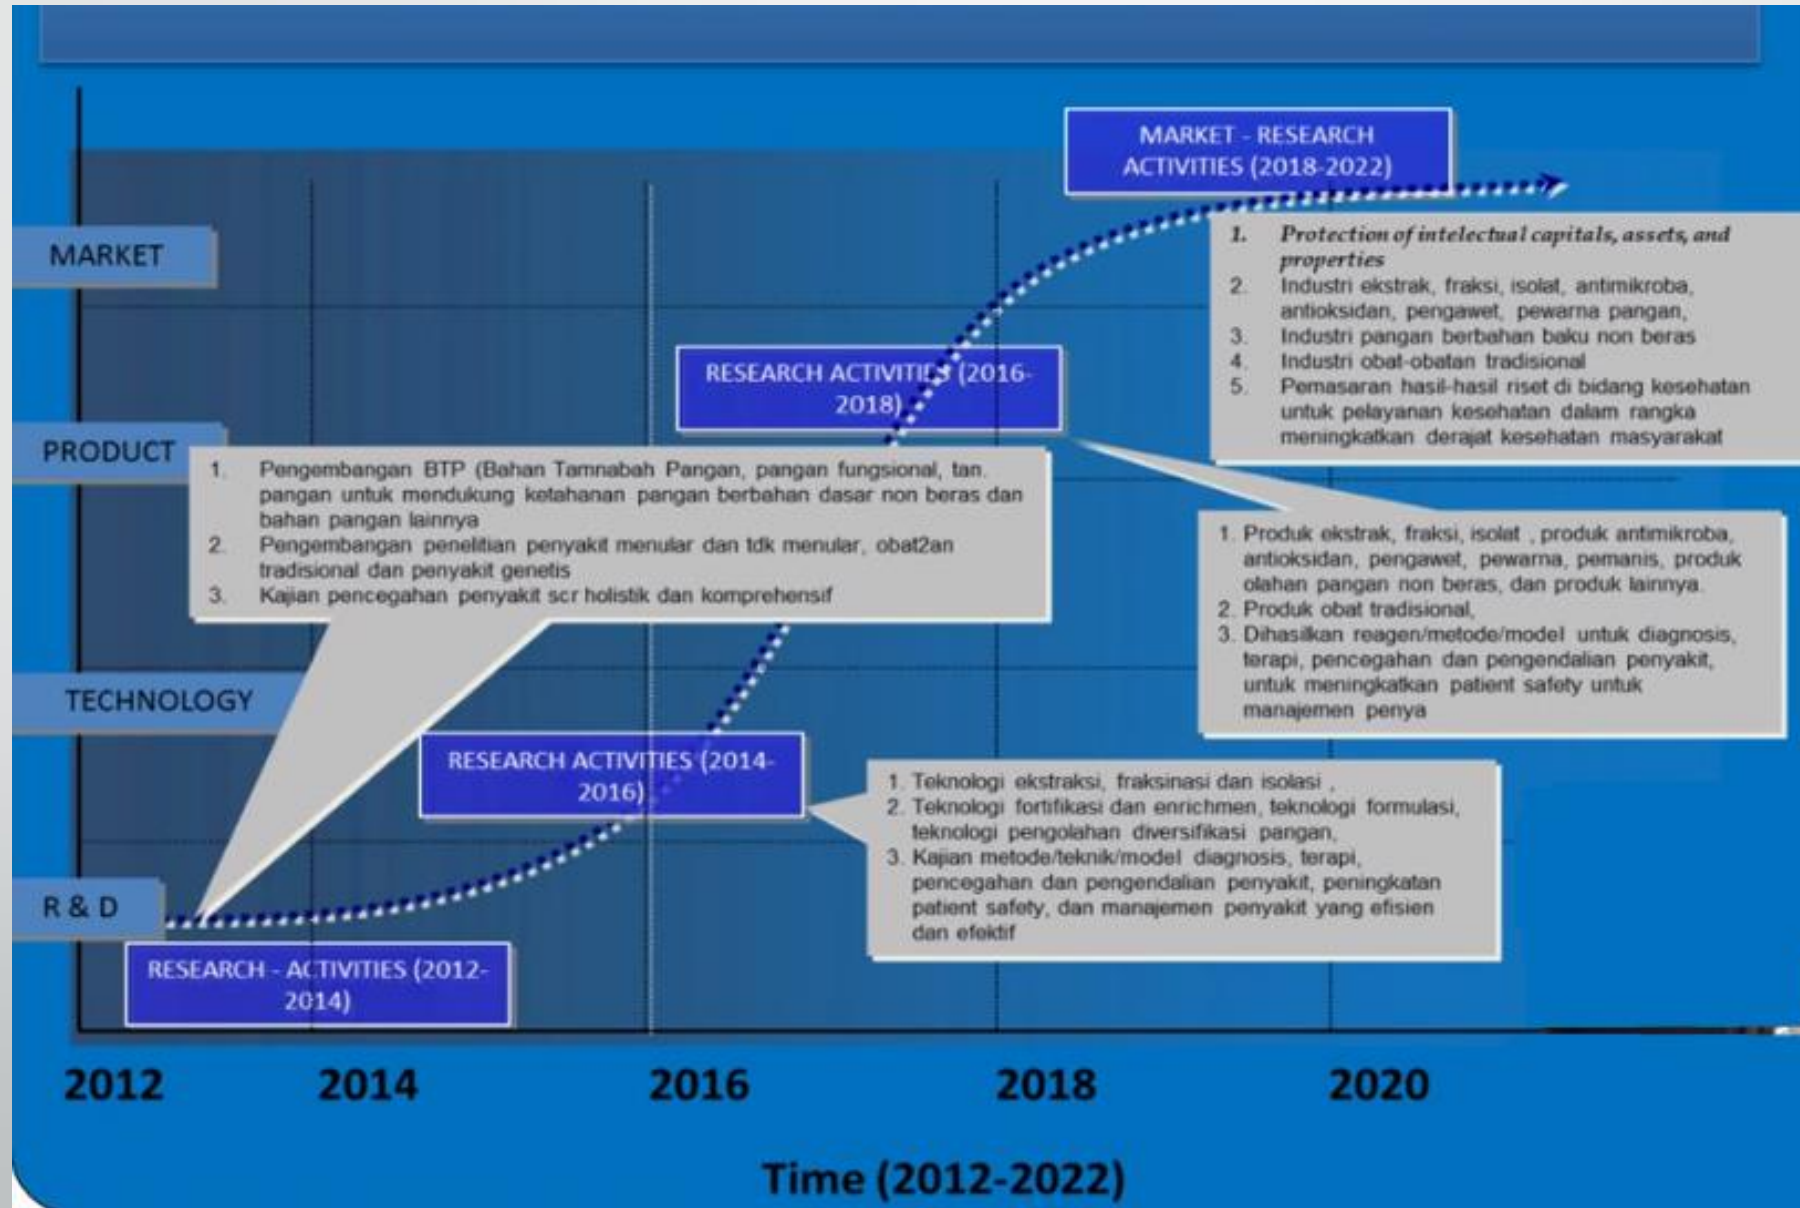 MARKET - RESEARCH
ACTIVITIES (2018-2022)
MARKET
1. Protection of intelectual capitals, assets, and
properties
2. Industri ekstrak, fraksi, isolat, antimikroba,
antioksidan, pengawet, pewarna pangan,
3. Industri pangan berbahan baku non beras
4. Industri obat-obatan tradisional
5. Pemasaran hasil-hasil riset di bidang kesehatan
untuk pelayanan kesehatan dalam rangka
meningkatkan derajat kesehatan masyarakat
RESEARCH ACTIVITIES (2016-
2018)
PRODUCT
1. Pengembangan BTP (Bahan Tamnabah Pangan, pangan fungsional, tan.
pangan untuk mendukung ketahanan pangan berbahan dasar non beras dan
bahan pangan lainnya
2. Pengembangan penelitian penyakit menular dan tdk menular, obat2an
tradisional dan penyakit genetis
3. Kajian pencegahan penyakit scr holistik dan komprehensif
1. Produk ekstrak, fraksi, isolat , produk antimikroba,
antioksidan, pengawet, pewarna, pemanis, produk
olahan pangan non beras, dan produk lainnya.
2. Produk obat tradisional,
3. Dihasilkan reagen/metode/model untuk diagnosis,
terapi, pencegahan dan pengendalian penyakit,
untuk meningkatkan patient safety untuk
manajemen penya
TECHNOLOGY
RESEARCH ACTIVITIES (2014-
2016)
1. Teknologi ekstraksi, fraksinasi dan isolasi ,
2. Teknologi fortifikasi dan enrichmen, teknologi formulasi,
teknologi pengolahan diversifikasi pangan,
3. Kajian metode/teknik/model diagnosis, terapi,
pencegahan dan pengendalian penyakit, peningkatan
patient safety, dan manajemen penyakit yang efisien
dan efektif
R & D
RESEARCH - ACTIVITIES (2012-
2014)
2012 2014 2016 2018 2020
Time (2012-2022)